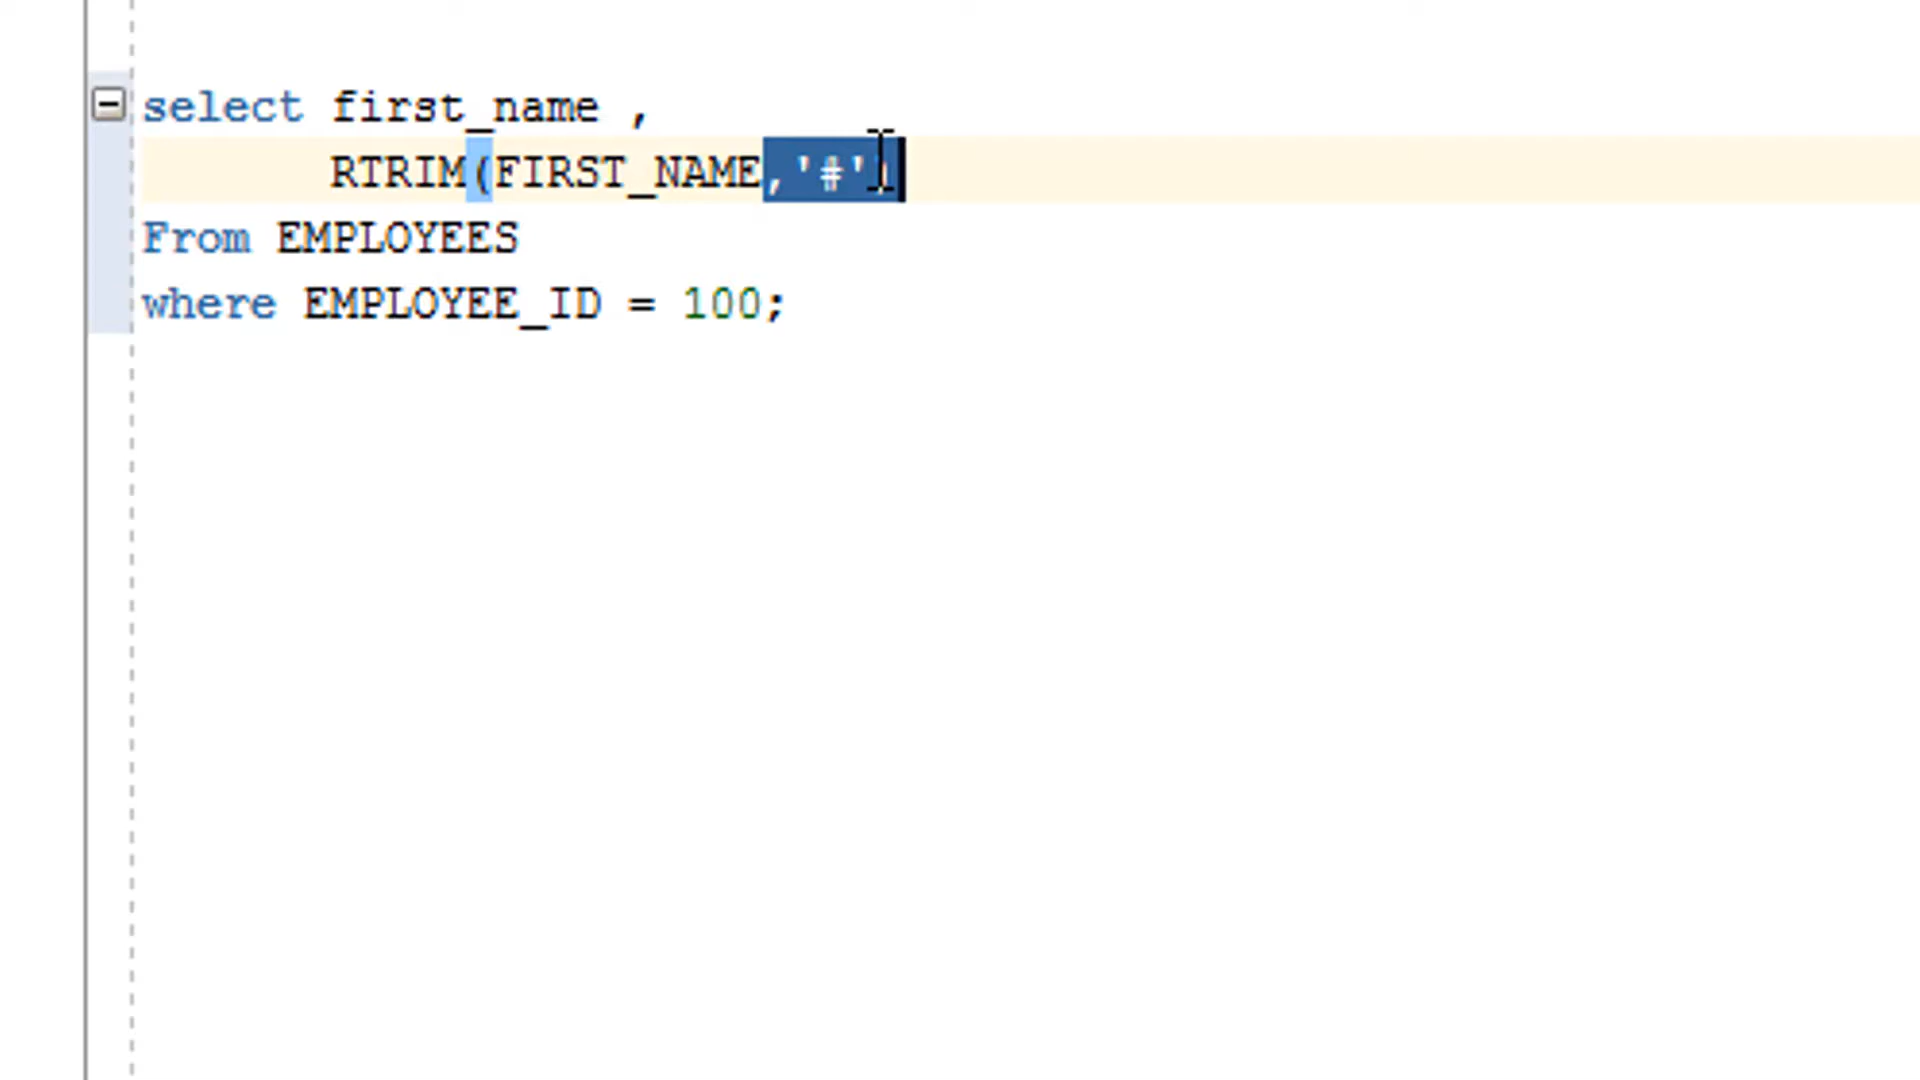 select first_name ,
RTRIM(FIRST_NAME,'#')
From EMPLOYEES
where EMPLOYEE_ID = 100;